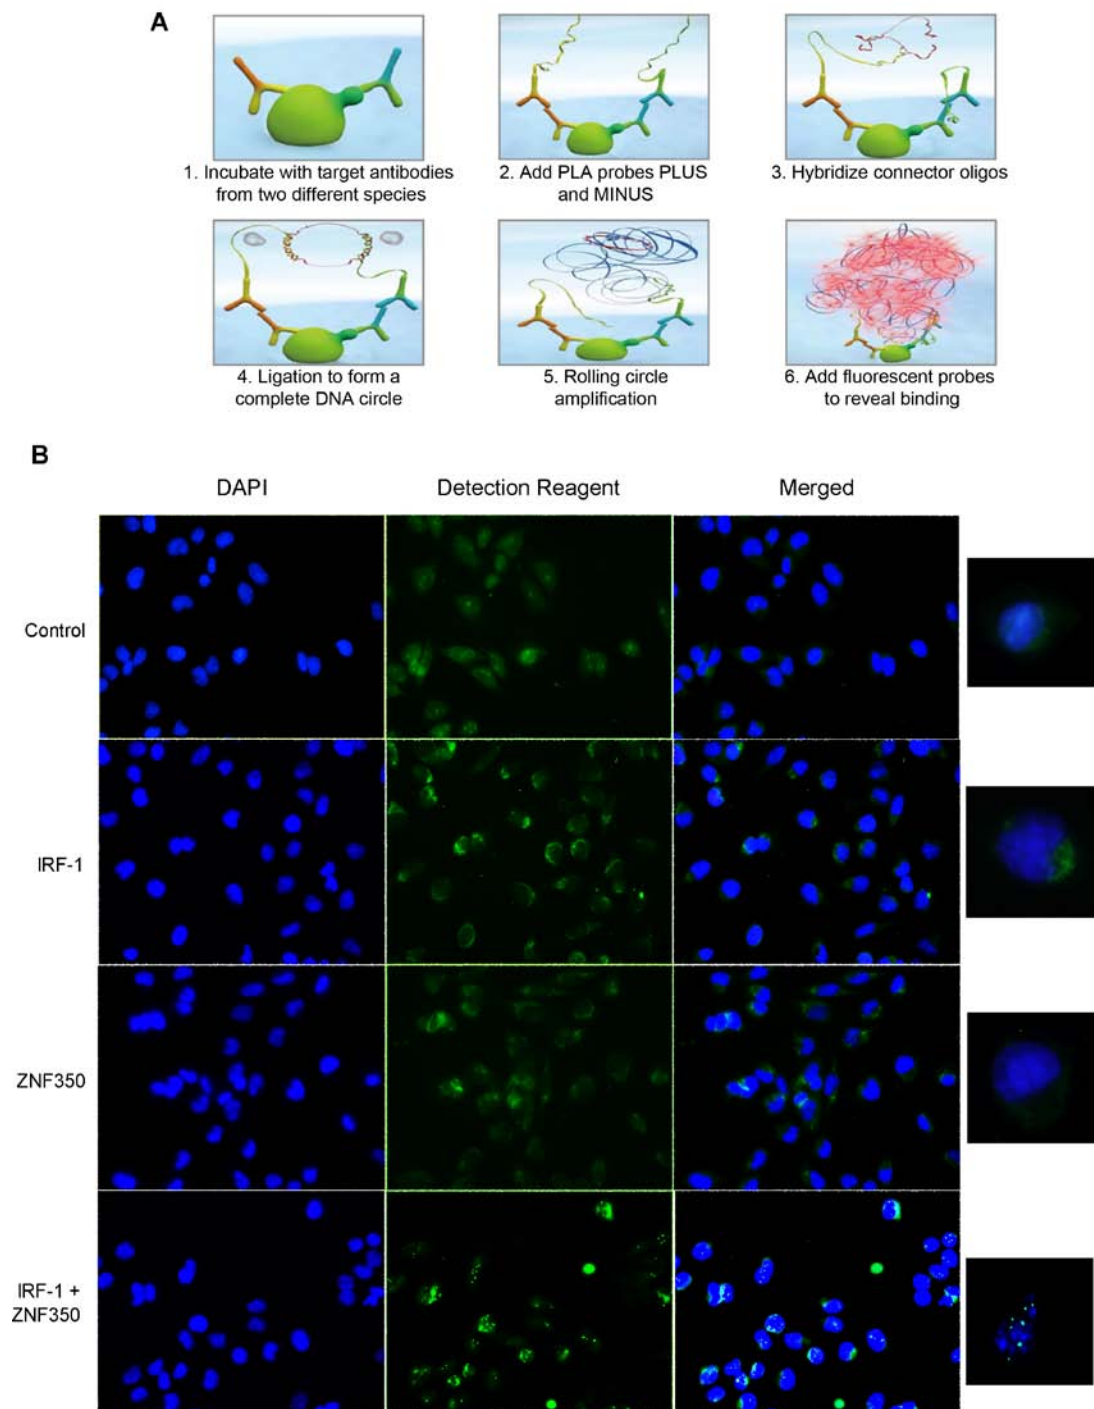 A
1. Incubate with target antibodies
from two different species
2. Add PLA probes PLUS
and MINUS
3. Hybridize connector oligos
4. Ligation to form a
complete DNA circle
5. Rolling circle
amplification
6. Add fluorescent probes
to reveal binding
B
DAPI
Detection Reagent
Merged
Control
IRF-1
ZNF350
IRF-1 +
ZNF350